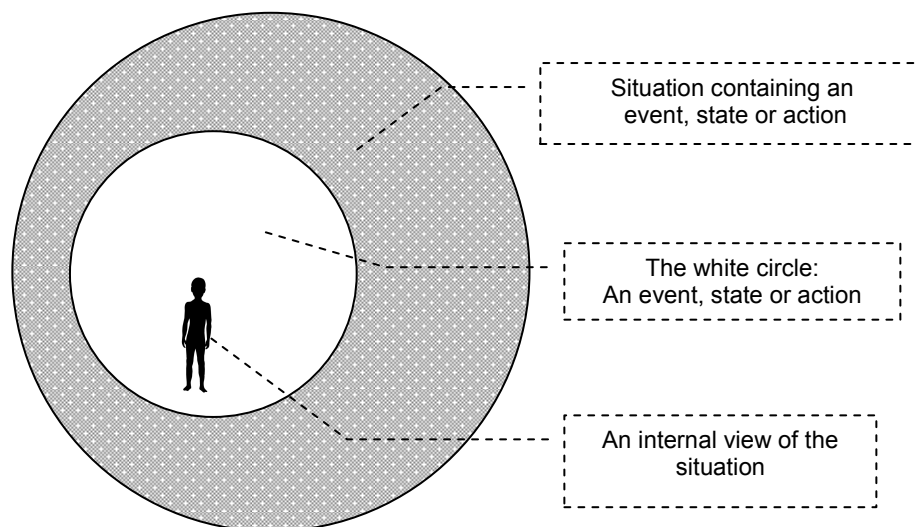 Situation containing an
event, state or action
The white circle:
An event, state or action
An internal view of the
situation